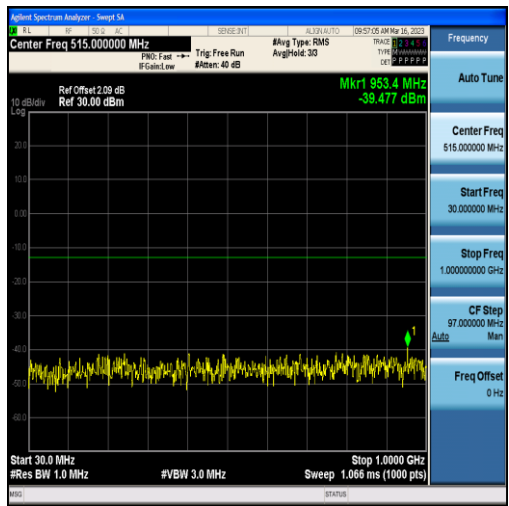 Agilent Spectrum Analyzer - Swept SA
RL RF 50 Ω AC SENSE:INT ALIGN AUTO 09:57:05 AM Mar 16, 2023
Center Freq 515.000000 MHz #Avg Type: RMS TRACE 1 2 3 4 5 6
PNO: Fast Trig: Free Run Avg|Hold: 3/3 TYPE MWWWWW
IFGain:Low #Atten: 40 dB DET P P P P P P
Mkr1 953.4 MHz
-39.477 dBm
Ref Offset 2.09 dB
10 dB/div Ref 30.00 dBm
Log
20.0
10.0
0.00
-10.0
-20.0
-30.0
-40.0
-50.0
-60.0
1
Start 30.0 MHz Stop 1.0000 GHz
#Res BW 1.0 MHz #VBW 3.0 MHz Sweep 1.066 ms (1000 pts)
MSG STATUS
Frequency
Auto Tune
Center Freq
515.000000 MHz
Start Freq
30.000000 MHz
Stop Freq
1.000000000 GHz
CF Step
97.000000 MHz
Auto Man
Freq Offset
0 Hz